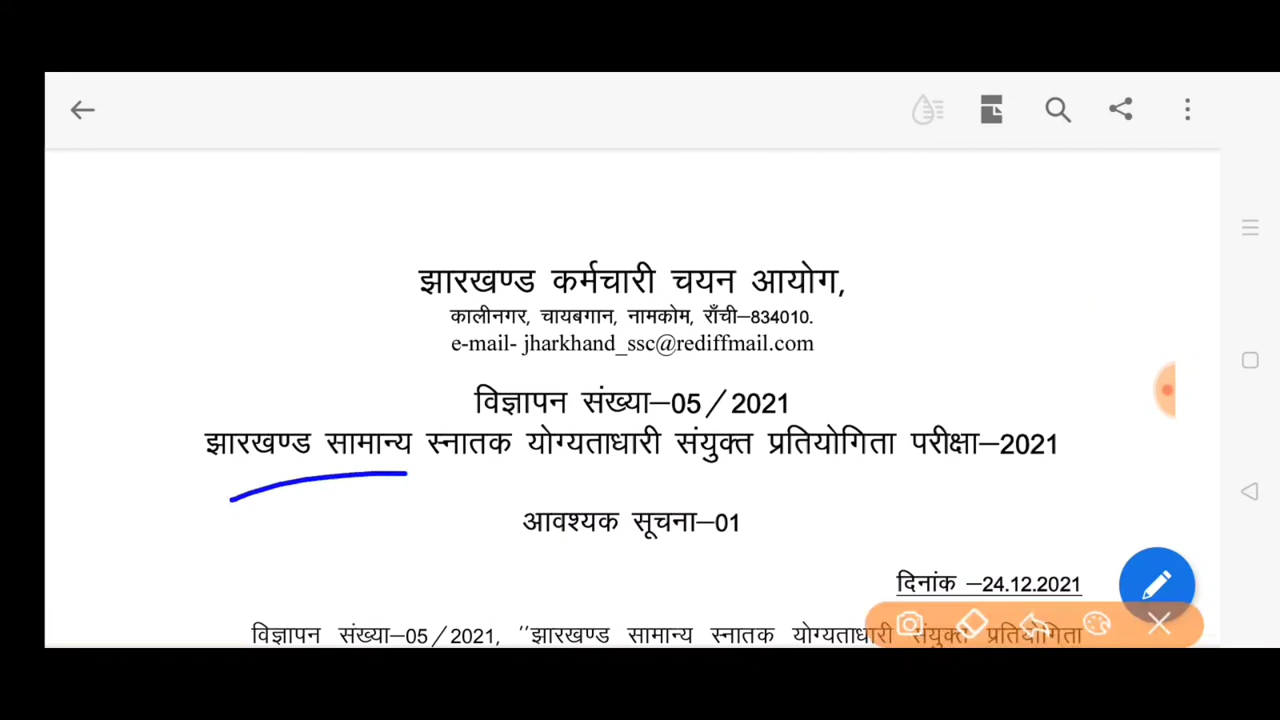 झारखण्ड कर्मचारी चयन आयोग,
कालीनगर, चायबगान, नामकोम, राँची–834010.
e-mail- jharkhand_ssc@rediffmail.com
विज्ञापन संख्या–05/2021
झारखण्ड सामान्य स्नातक योग्यताधारी संयुक्त प्रतियोगिता परीक्षा–2021
आवश्यक सूचना–01
दिनांक –24.12.2021
विज्ञापन संख्या–05/2021, ''झारखण्ड सामान्य स्नातक योग्यताधारी संयुक्त प्रतियोगिता